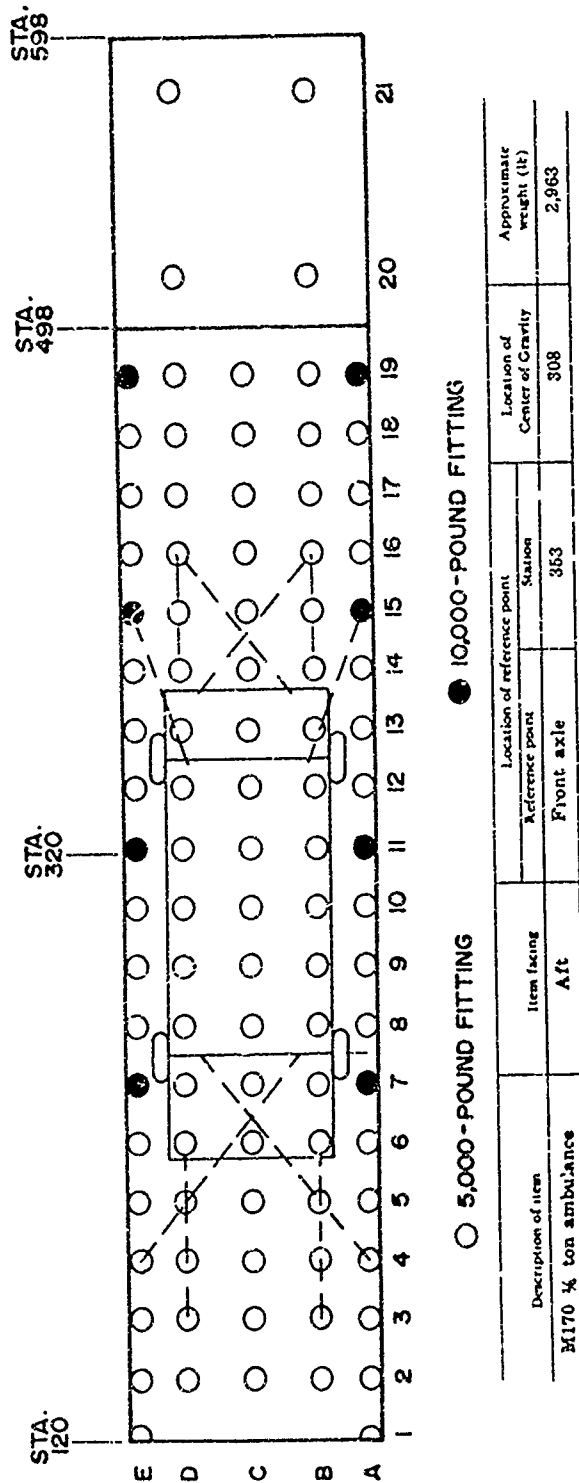 STA. 120
STA. 320
STA. 498
STA. 598
E
D
C
B
A
1 2 3 4 5 6 7 8 9 10 11 12 13 14 15 16 17 18 19 20 21
○ 5,000-POUND FITTING ● 10,000-POUND FITTING
Description of item Item facing Location of reference point Location of Center of Gravity Approximate weight (lb)
Reference point Station
M170 ¼ ton ambulance Aft Front axle 353 308 2,963